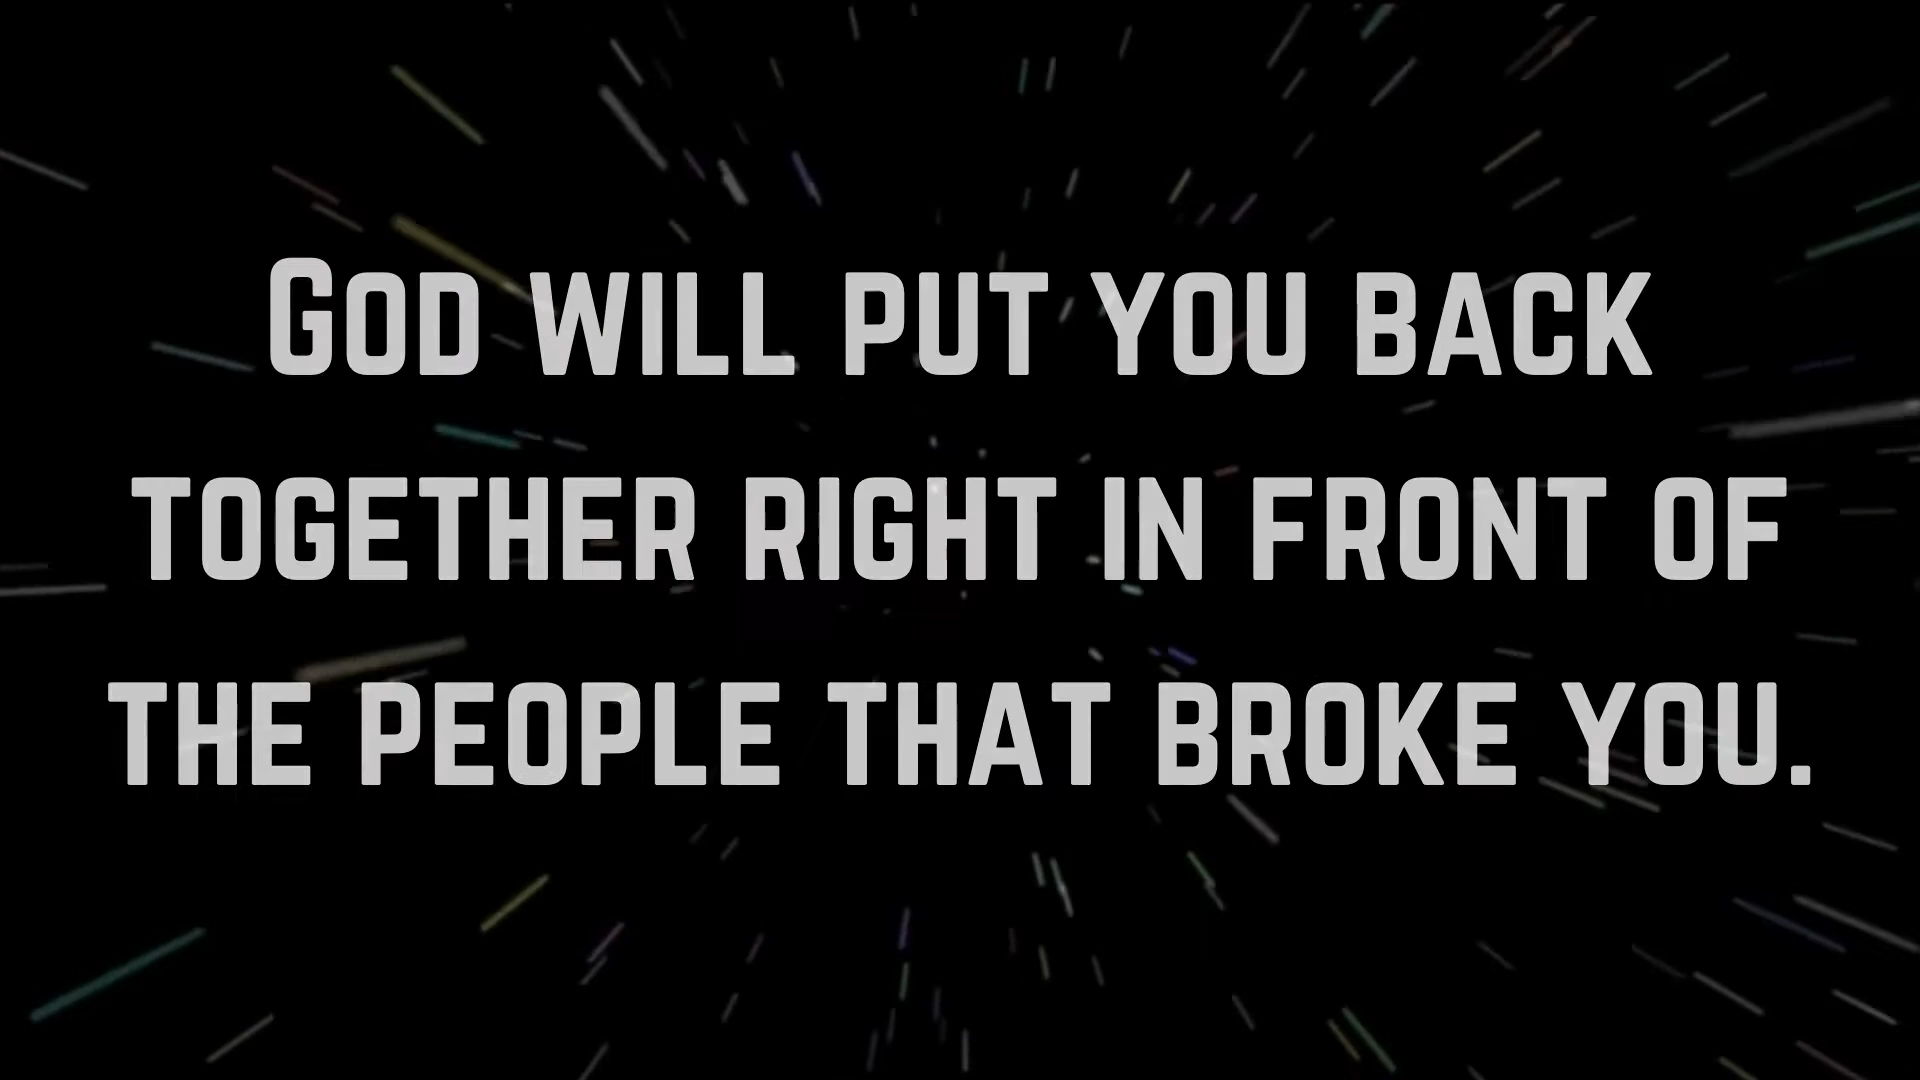 GOD WILL PUT YOU BACK
TOGETHER RIGHT IN FRONT OF
THE PEOPLE THAT BROKE YOU.